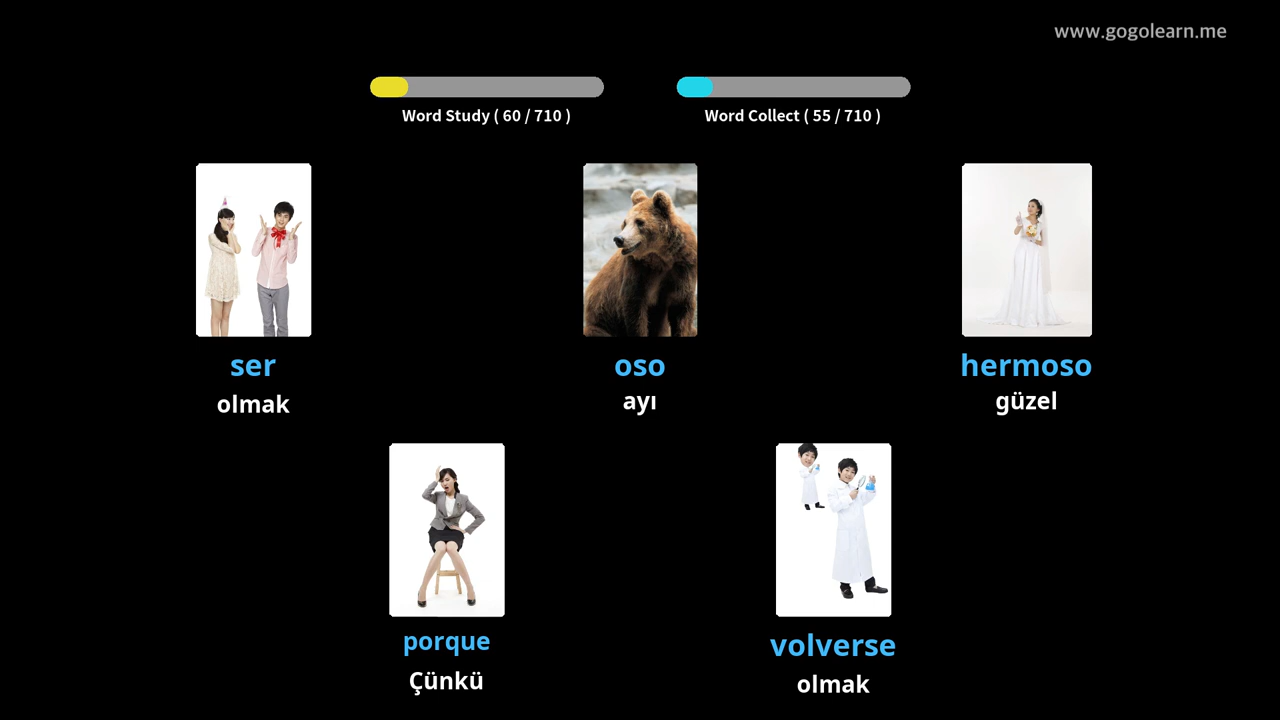 www.gogolearn.me
Word Study ( 60 / 710 )
Word Collect ( 55 / 710 )
ser
olmak
oso
ayı
hermoso
güzel
porque
Çünkü
volverse
olmak